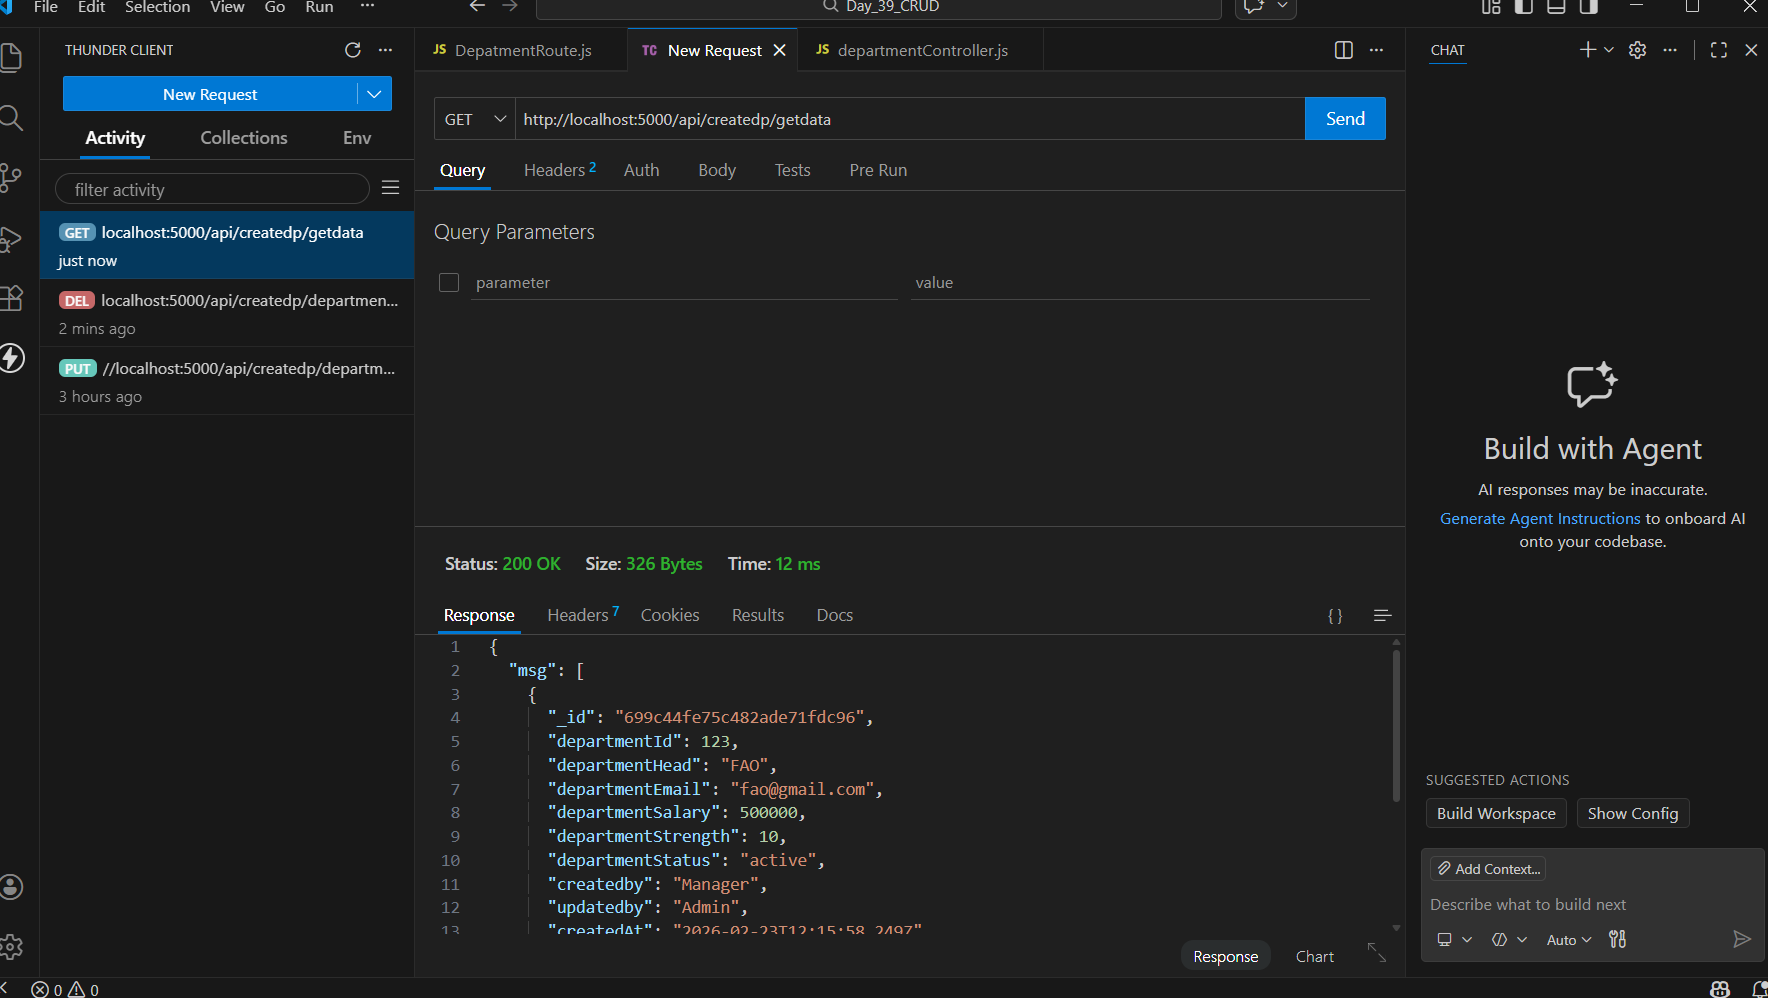 File Edit Selection View Go Run ···
Day_39_CRUD
THUNDER CLIENT
New Request
Activity Collections Env
filter activity
GET localhost:5000/api/createdp/getdata
just now
DEL localhost:5000/api/createdp/departmen...
2 mins ago
PUT //localhost:5000/api/createdp/departm...
3 hours ago
JS DepatmentRoute.js
TC New Request
JS departmentController.js
GET http://localhost:5000/api/createdp/getdata Send
Query Headers 2 Auth Body Tests Pre Run
Query Parameters
parameter value
Status: 200 OK Size: 326 Bytes Time: 12 ms
Response Headers 7 Cookies Results Docs
{ }
1 {
2 "msg": [
3 {
4 "_id": "699c44fe75c482ade71fdc96",
5 "departmentId": 123,
6 "departmentHead": "FAO",
7 "departmentEmail": "fao@gmail.com",
8 "departmentSalary": 500000,
9 "departmentStrength": 10,
10 "departmentStatus": "active",
11 "createdby": "Manager",
12 "updatedby": "Admin",
13 "createdAt": "2026-02-23T12:15:58.249Z"
Response Chart
CHAT
Build with Agent
AI responses may be inaccurate.
Generate Agent Instructions to onboard AI
onto your codebase.
SUGGESTED ACTIONS
Build Workspace Show Config
Add Context...
Describe what to build next
Auto
0 0